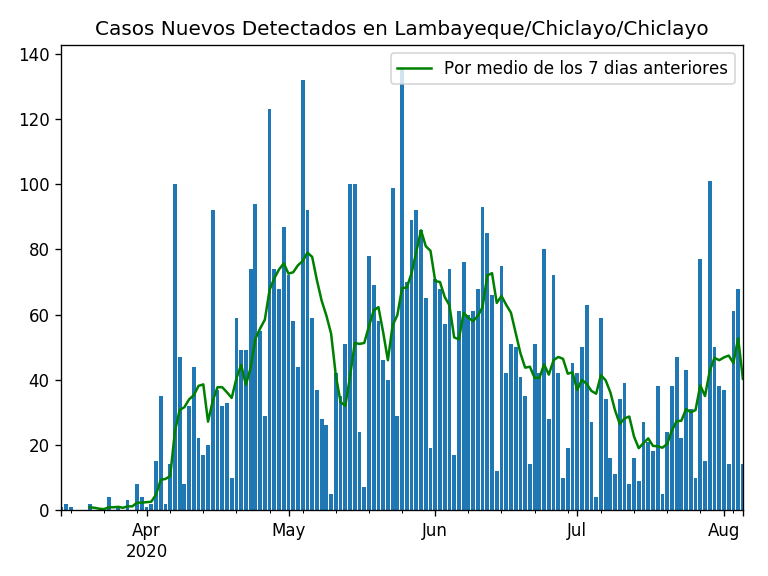 Casos Nuevos Detectados en Lambayeque/Chiclayo/Chiclayo
Por medio de los 7 dias anteriores
140
120
100
80
60
40
20
0
Apr
2020
May
Jun
Jul
Aug